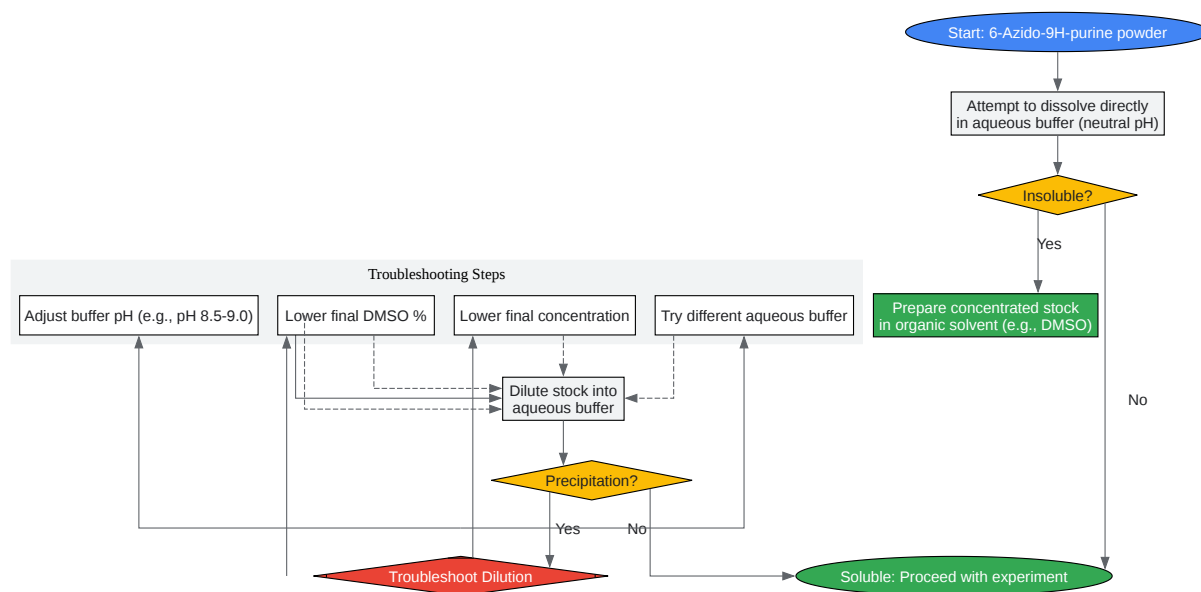 Start: 6-Azido-9H-purine powder
Attempt to dissolve directly
in aqueous buffer (neutral pH)
Insoluble?
Yes
Troubleshooting Steps
Adjust buffer pH (e.g., pH 8.5-9.0)
Lower final DMSO %
Lower final concentration
Try different aqueous buffer
Prepare concentrated stock
in organic solvent (e.g., DMSO)
Dilute stock into
aqueous buffer
No
Precipitation?
Yes
No
Troubleshoot Dilution
Soluble: Proceed with experiment